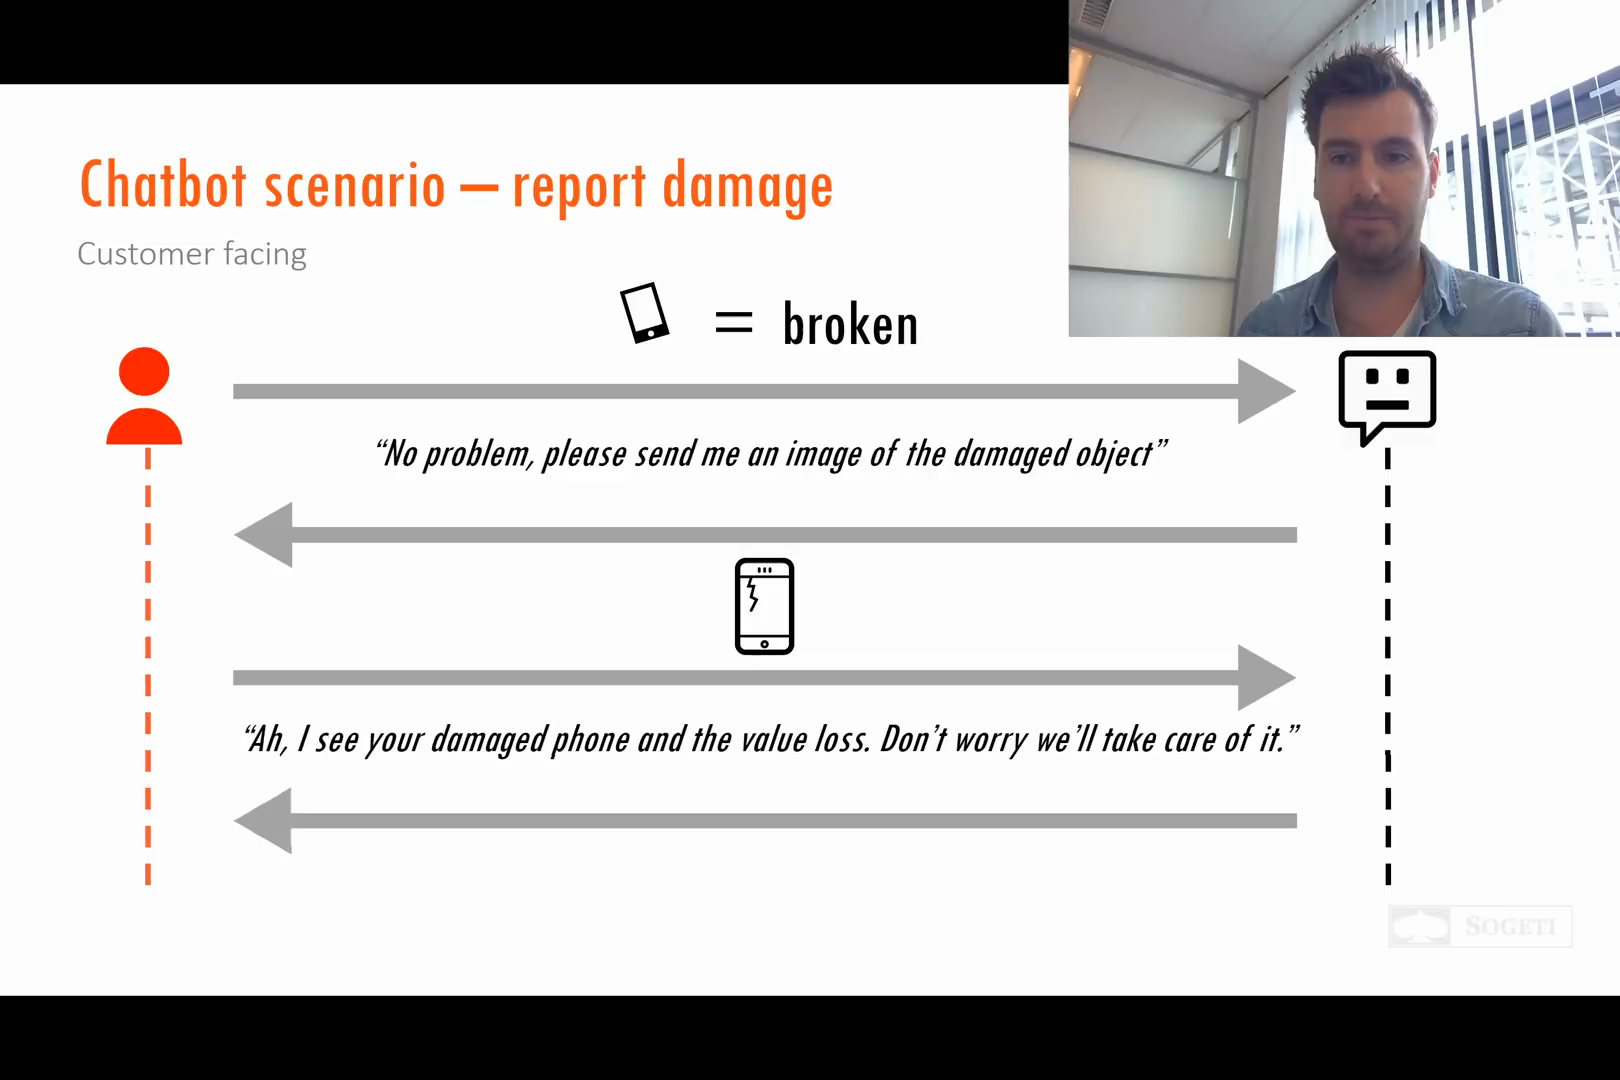 Chatbot scenario – report damage
Customer facing
= broken
“No problem, please send me an image of the damaged object”
“Ah, I see your damaged phone and the value loss. Don’t worry we’ll take care of it.”
SOGETI